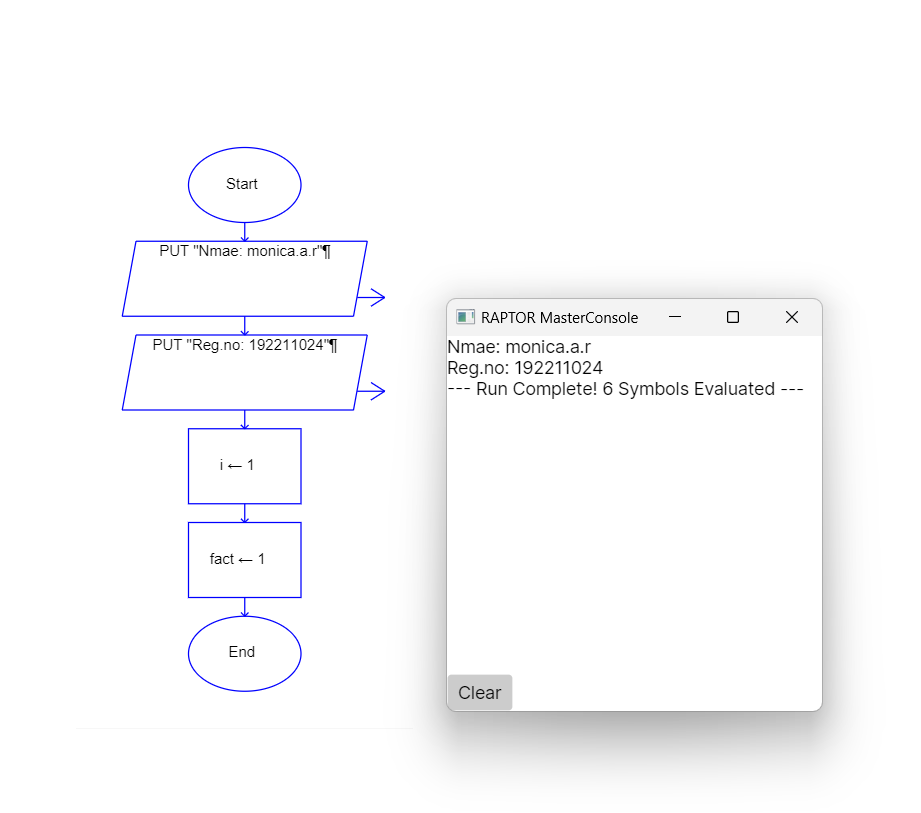 Start
PUT "Nmae: monica.a.r"¶
PUT "Reg.no: 192211024"¶
i ← 1
fact ← 1
End
RAPTOR MasterConsole
Nmae: monica.a.r
Reg.no: 192211024
--- Run Complete! 6 Symbols Evaluated ---
Clear